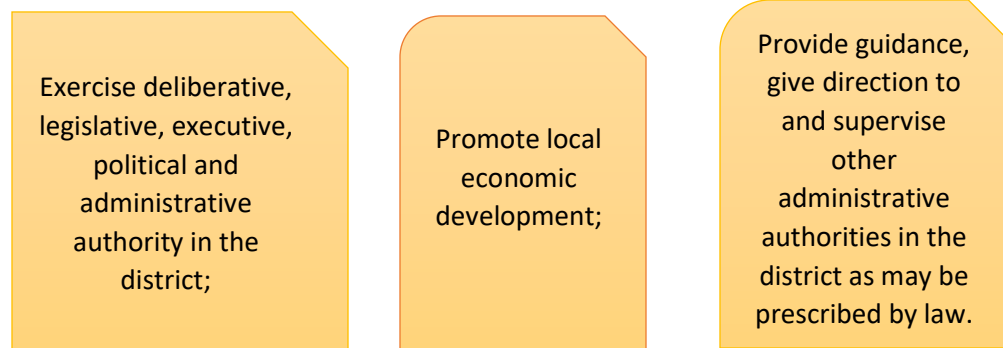 Exercise deliberative,
legislative, executive,
political and
administrative
authority in the
district;
Promote local
economic
development;
Provide guidance,
give direction to
and supervise
other
administrative
authorities in the
district as may be
prescribed by law.